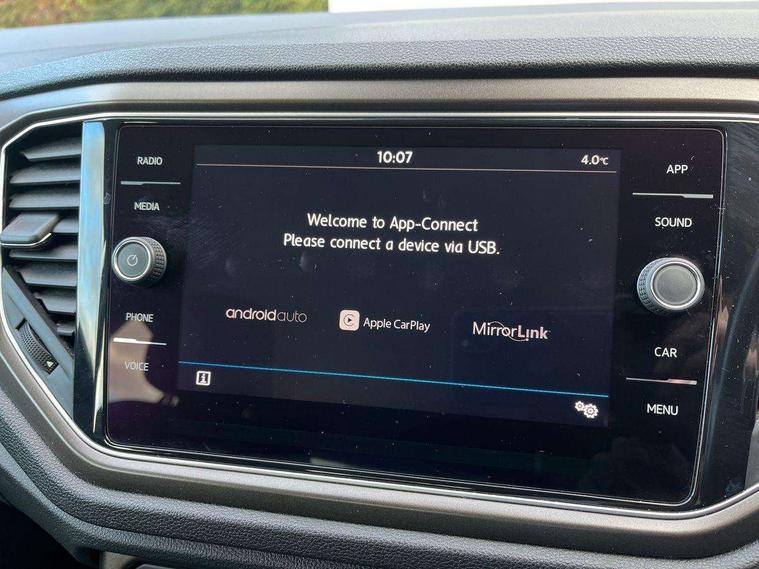 RADIO
MEDIA
PHONE
VOICE
10:07
4.0°C
Welcome to App-Connect
Please connect a device via USB.
androidauto
Apple CarPlay
MirrorLink
i
APP
SOUND
CAR
MENU